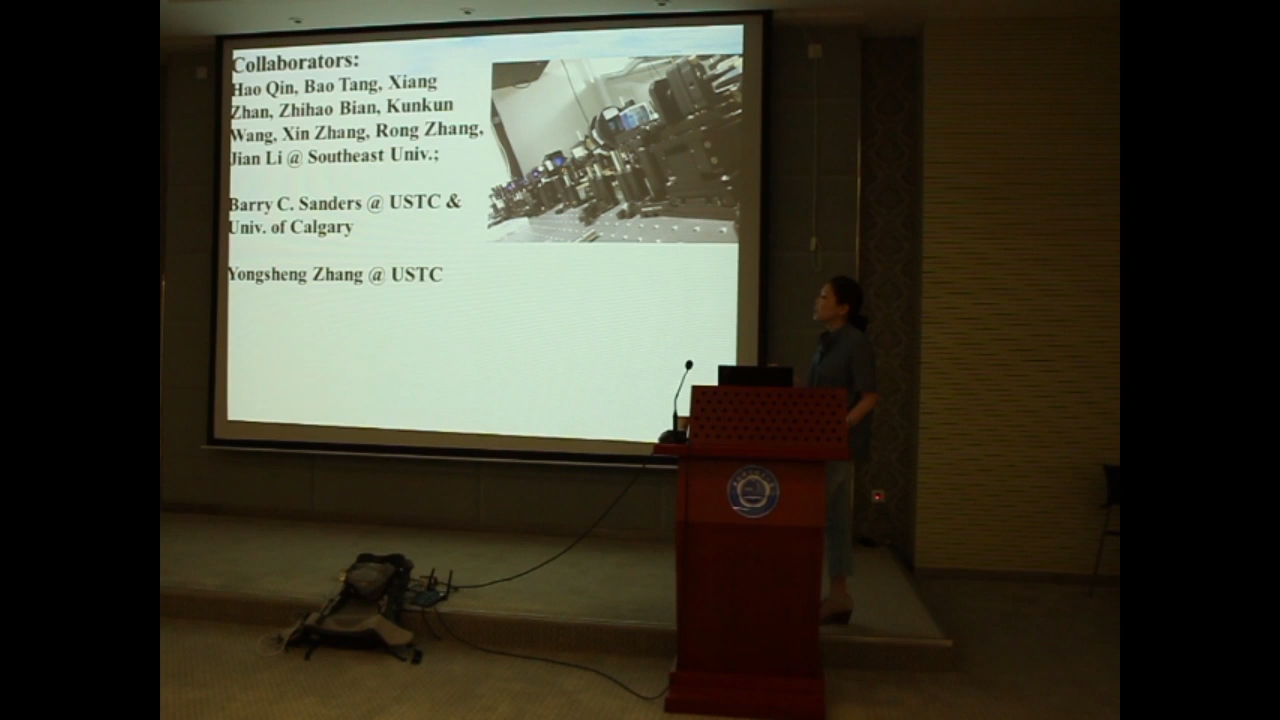 Collaborators:
Hao Qin, Bao Tang, Xiang
Zhan, Zhihao Bian, Kunkun
Wang, Xin Zhang, Rong Zhang,
Jian Li @ Southeast Univ.;
Barry C. Sanders @ USTC &
Univ. of Calgary
Yongsheng Zhang @ USTC